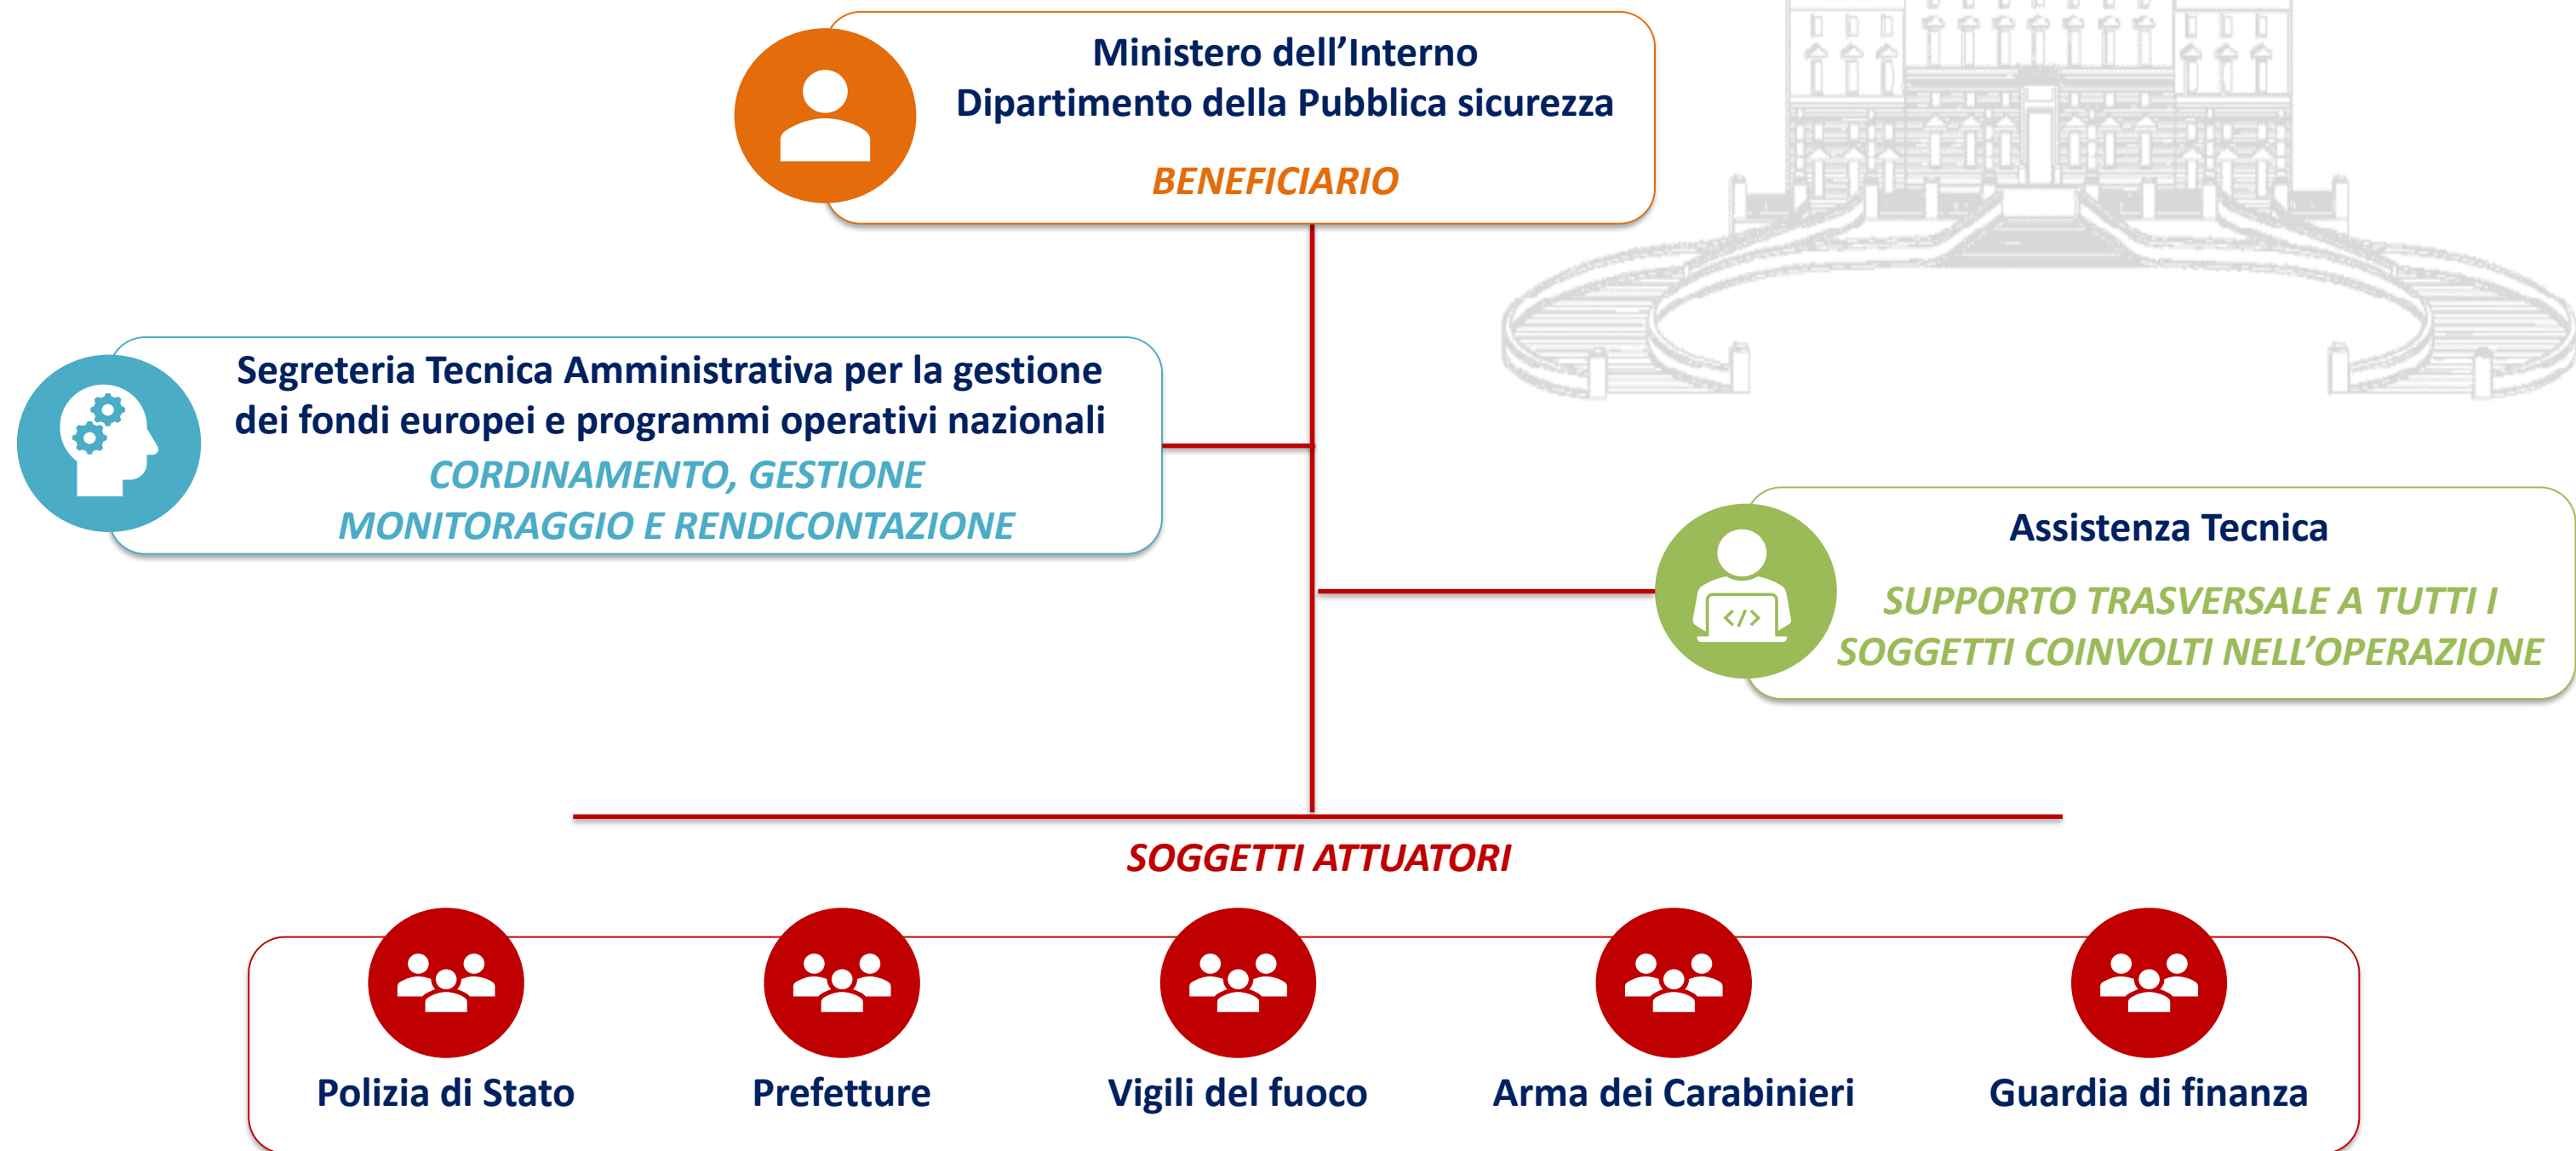 Ministero dell’Interno
Dipartimento della Pubblica sicurezza
BENEFICIARIO
Segreteria Tecnica Amministrativa per la gestione
dei fondi europei e programmi operativi nazionali
CORDINAMENTO, GESTIONE
MONITORAGGIO E RENDICONTAZIONE
Assistenza Tecnica
SUPPORTO TRASVERSALE A TUTTI I
SOGGETTI COINVOLTI NELL’OPERAZIONE
</>
SOGGETTI ATTUATORI
Polizia di Stato
Prefetture
Vigili del fuoco
Arma dei Carabinieri
Guardia di finanza